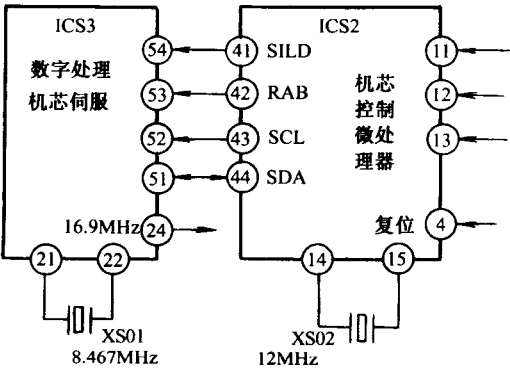 ICS3
ICS2
54
41
SILD
11
数字处理
机芯伺服
53
42
RAB
机芯
控制
微处
理器
12
52
43
SCL
13
51
44
SDA
16.9MHz
24
复位
4
21
22
14
15
XS01
8.467MHz
XS02
12MHz